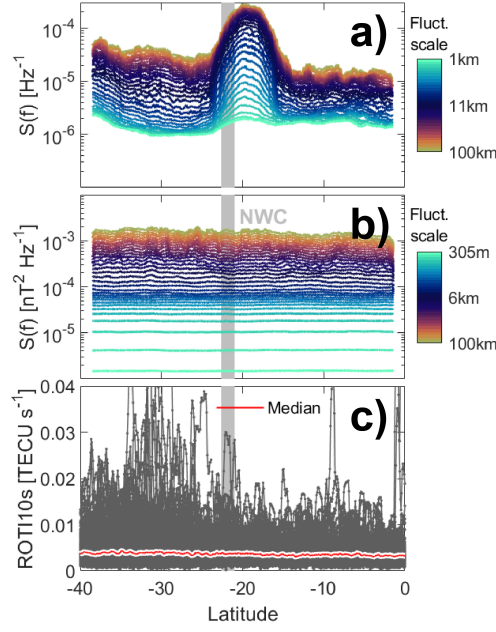 a)
Fluct.
scale
10⁻⁴
10⁻⁵
10⁻⁶
S(f) [Hz⁻¹]
1km
11km
100km
NWC
b)
Fluct.
scale
10⁻³
10⁻⁴
10⁻⁵
S(f) [nT² Hz⁻¹]
305m
6km
100km
c)
Median
0.04
0.03
0.02
0.01
0
ROTI10s [TECU s⁻¹]
-40 -30 -20 -10 0
Latitude